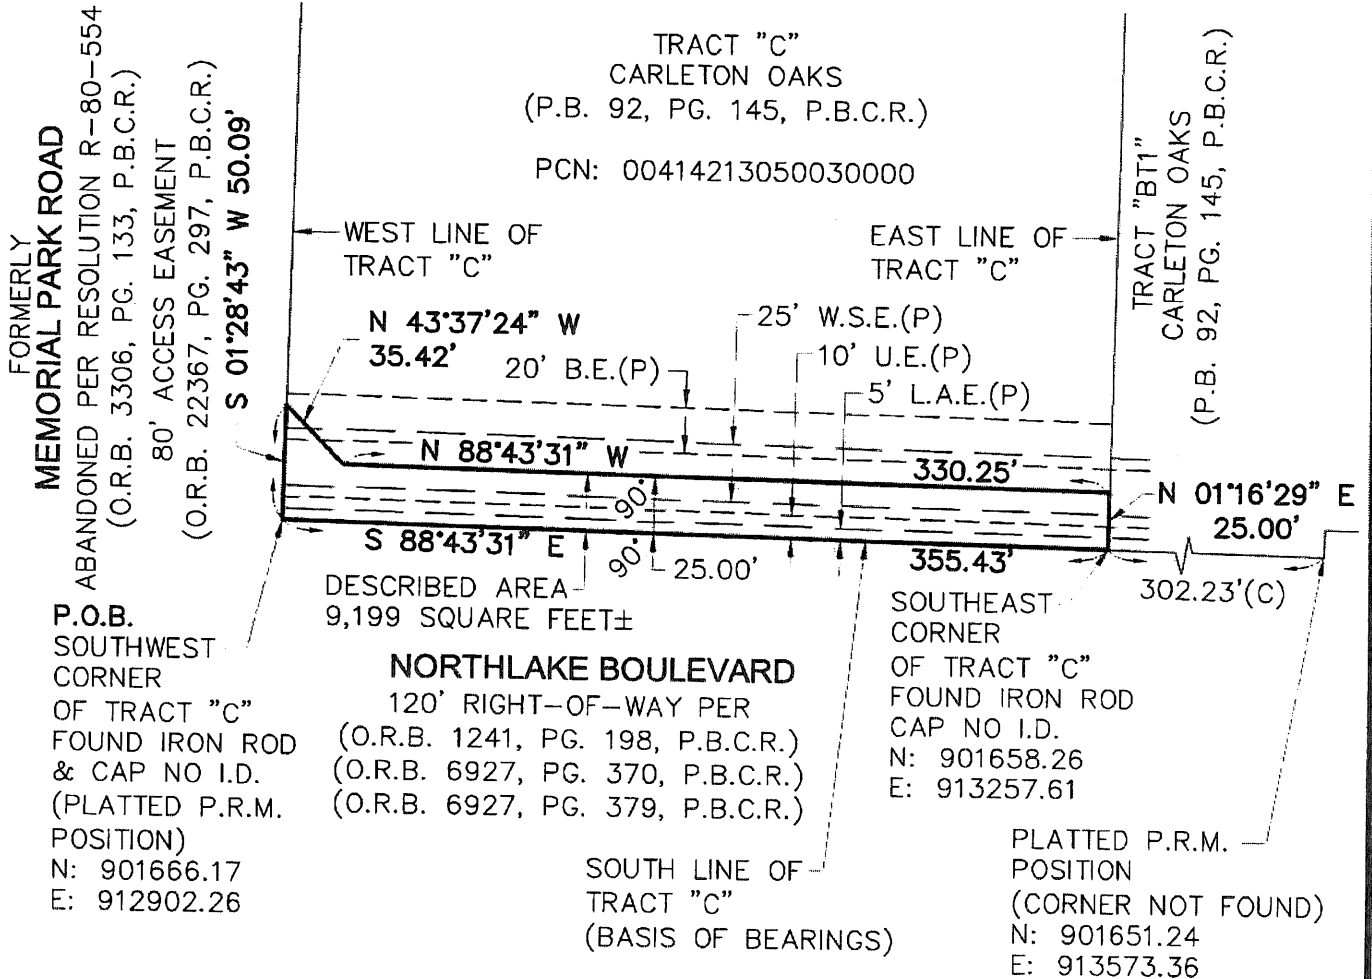 FORMERLY
MEMORIAL PARK ROAD
ABANDONED PER RESOLUTION R-80-554
(O.R.B. 3306, PG. 133, P.B.C.R.)
80' ACCESS EASEMENT
(O.R.B. 22367, PG. 297, P.B.C.R.)
S 01°28'43" W 50.09'
TRACT "C"
CARLETON OAKS
(P.B. 92, PG. 145, P.B.C.R.)
PCN: 00414213050030000
TRACT "BT1"
CARLETON OAKS
(P.B. 92, PG. 145, P.B.C.R.)
WEST LINE OF
TRACT "C"
EAST LINE OF
TRACT "C"
N 43°37'24" W
35.42'
20' B.E.(P)
25' W.S.E.(P)
10' U.E.(P)
5' L.A.E.(P)
N 88°43'31" W
330.25'
N 01°16'29" E
25.00'
90°
90°
S 88°43'31" E
25.00'
355.43'
302.23'(C)
DESCRIBED AREA
9,199 SQUARE FEET±
P.O.B.
SOUTHWEST
CORNER
OF TRACT "C"
FOUND IRON ROD
& CAP NO I.D.
(PLATTED P.R.M.
POSITION)
N: 901666.17
E: 912902.26
NORTHLAKE BOULEVARD
120' RIGHT-OF-WAY PER
(O.R.B. 1241, PG. 198, P.B.C.R.)
(O.R.B. 6927, PG. 370, P.B.C.R.)
(O.R.B. 6927, PG. 379, P.B.C.R.)
SOUTHEAST
CORNER
OF TRACT "C"
FOUND IRON ROD
CAP NO I.D.
N: 901658.26
E: 913257.61
SOUTH LINE OF
TRACT "C"
(BASIS OF BEARINGS)
PLATTED P.R.M.
POSITION
(CORNER NOT FOUND)
N: 901651.24
E: 913573.36